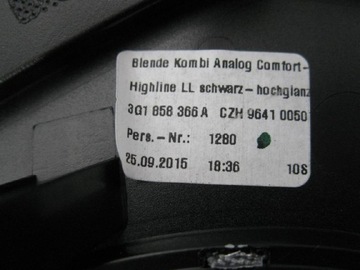 Blende Kombi Analog Comfort-
Highline LL schwarz-hochglanz
3G1 858 366 A CZH 9641 0050
Pers.-Nr.: 1280
25.09.2015 18:36 10S